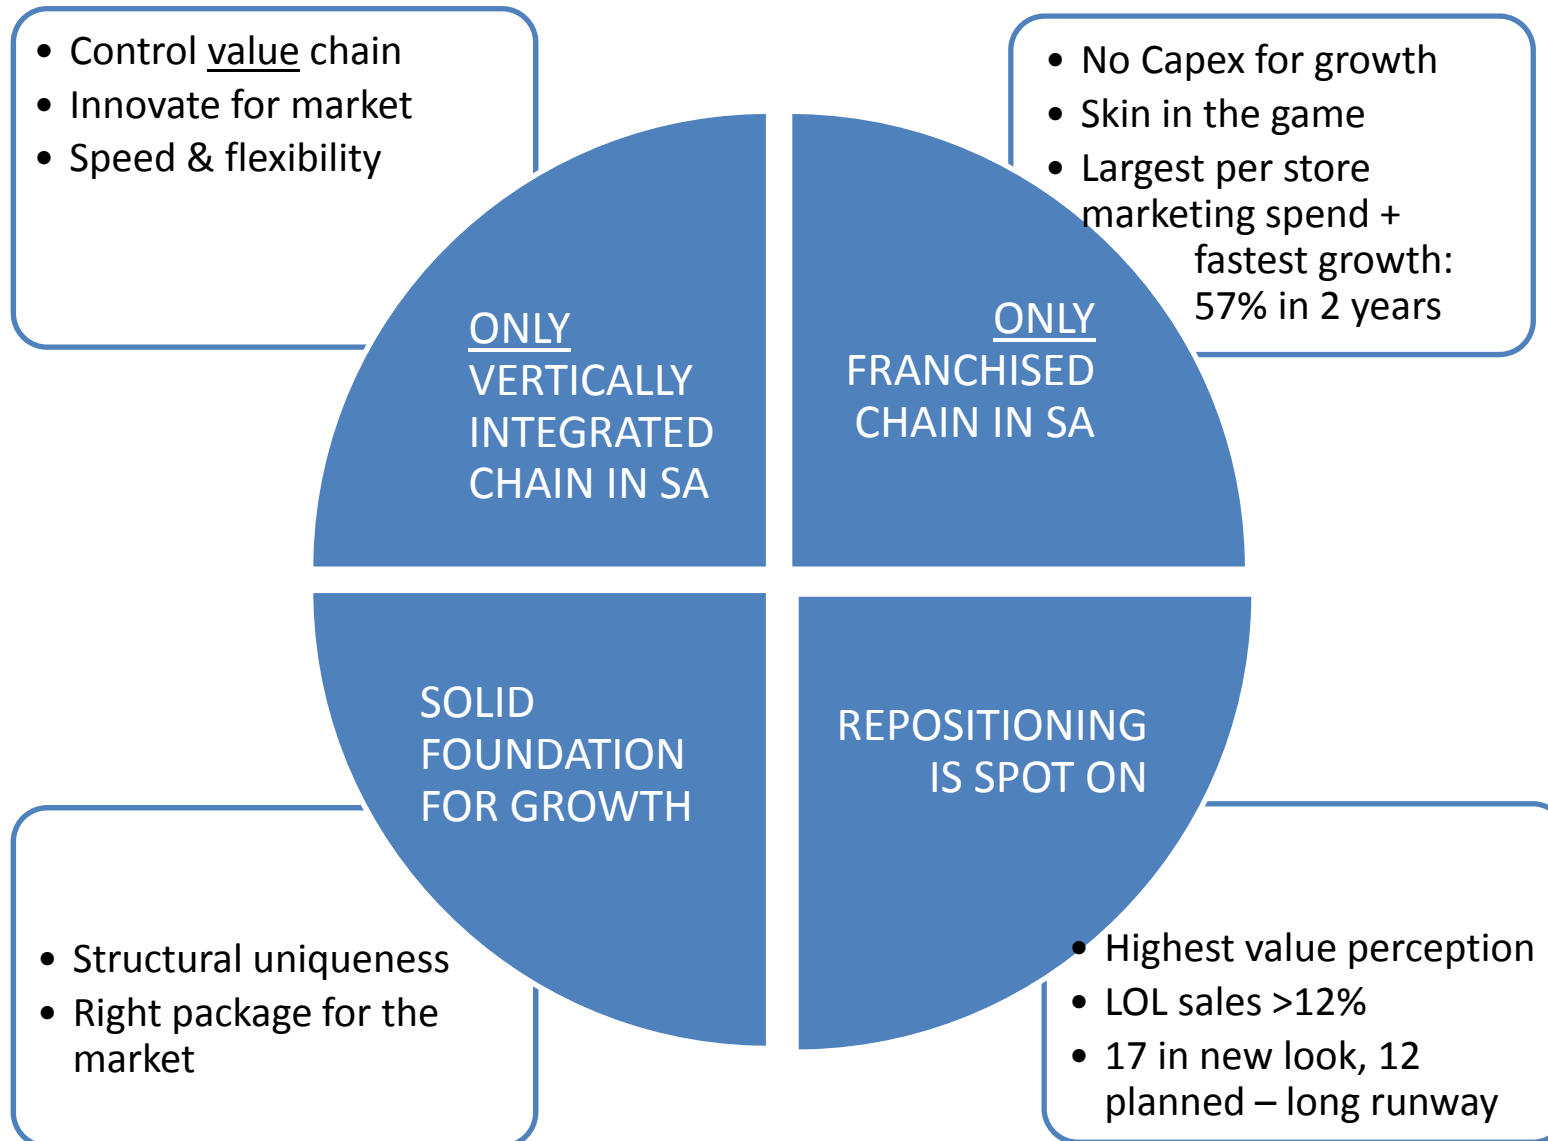 • Control value chain
• Innovate for market
• Speed & flexibility
• No Capex for growth
• Skin in the game
• Largest per store
marketing spend +
fastest growth:
57% in 2 years
ONLY
VERTICALLY
INTEGRATED
CHAIN IN SA
ONLY
FRANCHISED
CHAIN IN SA
SOLID
FOUNDATION
FOR GROWTH
REPOSITIONING
IS SPOT ON
• Structural uniqueness
• Right package for the
market
• Highest value perception
• LOL sales >12%
• 17 in new look, 12
planned – long runway